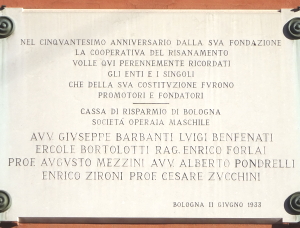 NEL CINQVANTESIMO ANNIVERSARIO DALLA SVA FONDAZIONE
LA COOPERATIVA DEL RISANAMENTO
VOLLE QVI PERENNEMENTE RICORDATI
GLI ENTI E I SINGOLI
CHE DELLA SVA COSTITVZIONE FVRONO
PROMOTORI E FONDATORI
CASSA DI RISPARMIO DI BOLOGNA
SOCIETÀ OPERAIA MASCHILE
AVV GIVSEPPE BARBANTI LVIGI BENFENATI
ERCOLE BORTOLOTTI RAG. ENRICO FORLAI
PROF AVGVSTO MEZZINI AVV. ALBERTO PONDRELLI
ENRICO ZIRONI PROF CESARE ZVCCHINI
BOLOGNA 11 GIVGNO 1933